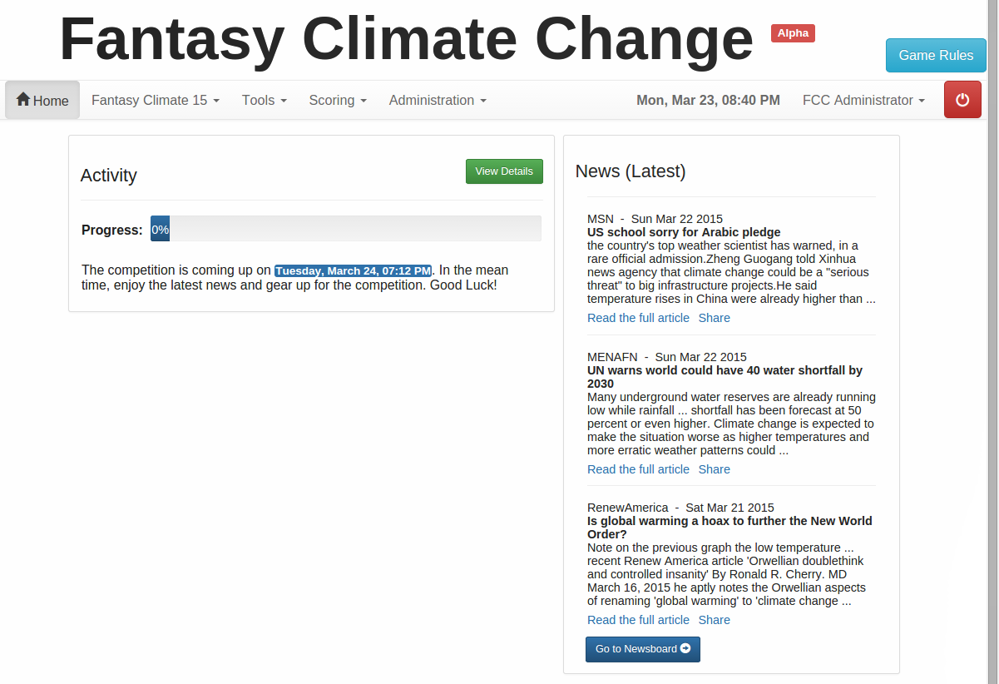 Fantasy Climate Change Alpha
Game Rules
Home Fantasy Climate 15 Tools Scoring Administration Mon, Mar 23, 08:40 PM FCC Administrator
Activity
View Details
Progress: 0%
The competition is coming up on Tuesday, March 24, 07:12 PM. In the mean
time, enjoy the latest news and gear up for the competition. Good Luck!
News (Latest)
MSN - Sun Mar 22 2015
US school sorry for Arabic pledge
the country's top weather scientist has warned, in a
rare official admission.Zheng Guogang told Xinhua
news agency that climate change could be a "serious
threat" to big infrastructure projects.He said
temperature rises in China were already higher than ...
Read the full article Share
MENAFN - Sun Mar 22 2015
UN warns world could have 40 water shortfall by
2030
Many underground water reserves are already running
low while rainfall ... shortfall has been forecast at 50
percent or even higher. Climate change is expected to
make the situation worse as higher temperatures and
more erratic weather patterns could ...
Read the full article Share
RenewAmerica - Sat Mar 21 2015
Is global warming a hoax to further the New World
Order?
Note on the previous graph the low temperature ...
recent Renew America article 'Orwellian doublethink
and controlled insanity' By Ronald R. Cherry. MD
March 16, 2015 he aptly notes the Orwellian aspects
of renaming 'global warming' to 'climate change ...
Read the full article Share
Go to Newsboard